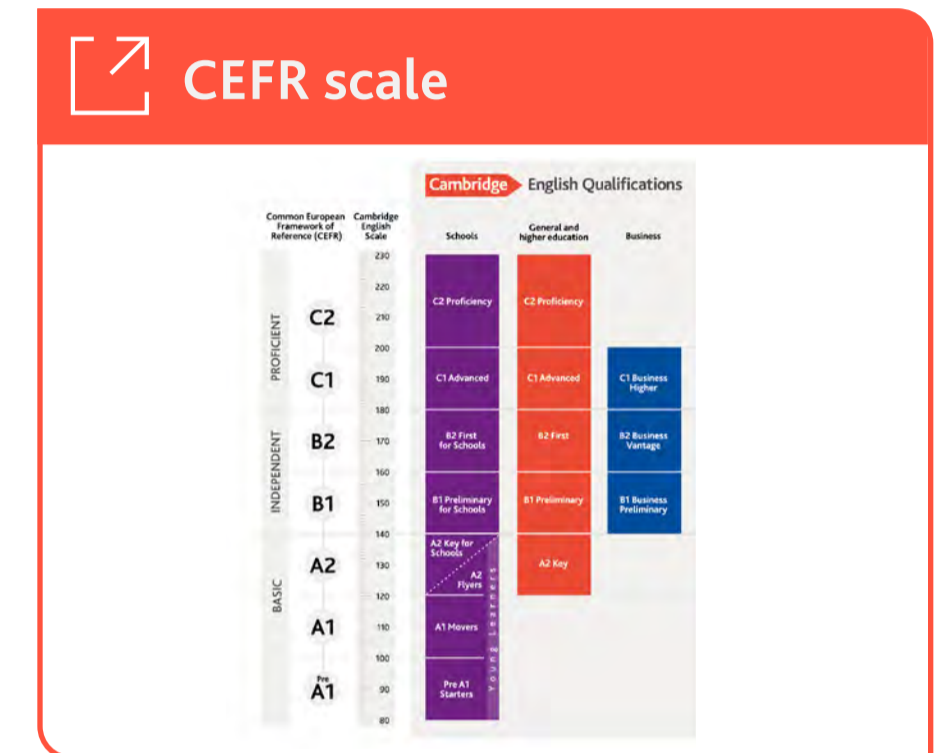 CEFR scale
Cambridge English Qualifications
Common European
Framework of
Reference (CEFR)
Cambridge
English
Scale
Schools
General and
higher education
Business
PROFICIENT
INDEPENDENT
BASIC
C2
C1
B2
B1
A2
A1
Pre
A1
230
220
210
200
190
180
170
160
150
140
130
120
110
100
90
80
C2 Proficiency
C1 Advanced
B2 First
for Schools
B1 Preliminary
for Schools
A2 Key for
Schools
A2
Flyers
A1 Movers
Pre A1
Starters
Young Learners
C2 Proficiency
C1 Advanced
B2 First
B1 Preliminary
A2 Key
C1 Business
Higher
B2 Business
Vantage
B1 Business
Preliminary